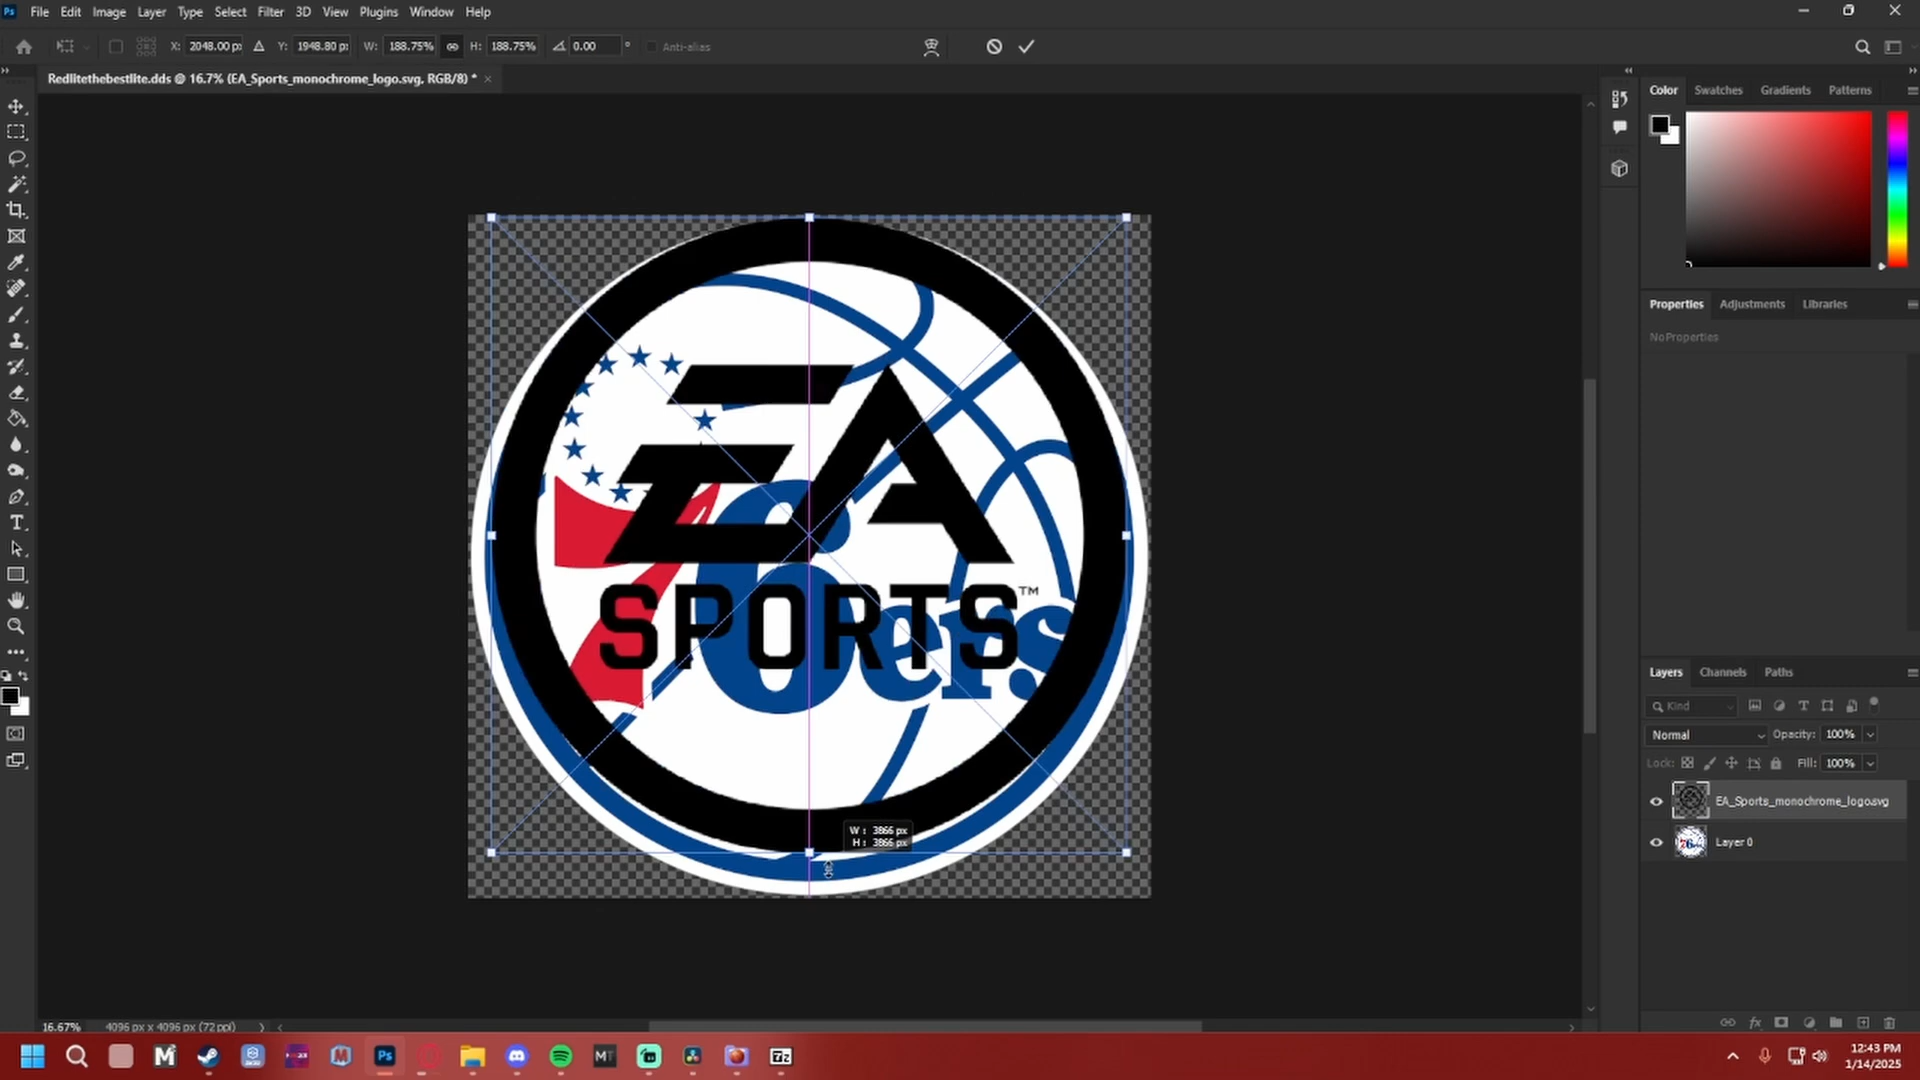 Ps File Edit Image Layer Type Select Filter 3D View Plugins Window Help
X: 2048.00 px Y: 1948.80 px W: 188.75% H: 188.75% 0.00 ° Anti-alias
Redlitethebestlite.dds @ 16.7% (EA_Sports_monochrome_logo.svg, RGB/8) * ×
Color Swatches Gradients Patterns
Properties Adjustments Libraries
No Properties
EA
SPORTS™
76ers
W : 3866 px
H : 3866 px
Layers Channels Paths
Kind
Normal Opacity: 100%
Lock: Fill: 100%
EA_Sports_monochrome_logo.svg
Layer 0
16.67% 4096 px x 4096 px (72 ppi)
Ps MT
12:43 PM
1/14/2025